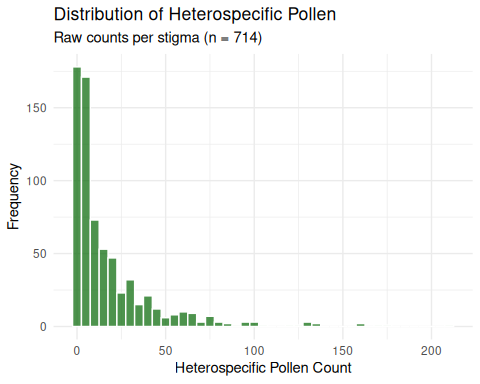 Distribution of Heterospecific Pollen
Raw counts per stigma (n = 714)
150
100
50
0
Frequency
0 50 100 150 200
Heterospecific Pollen Count